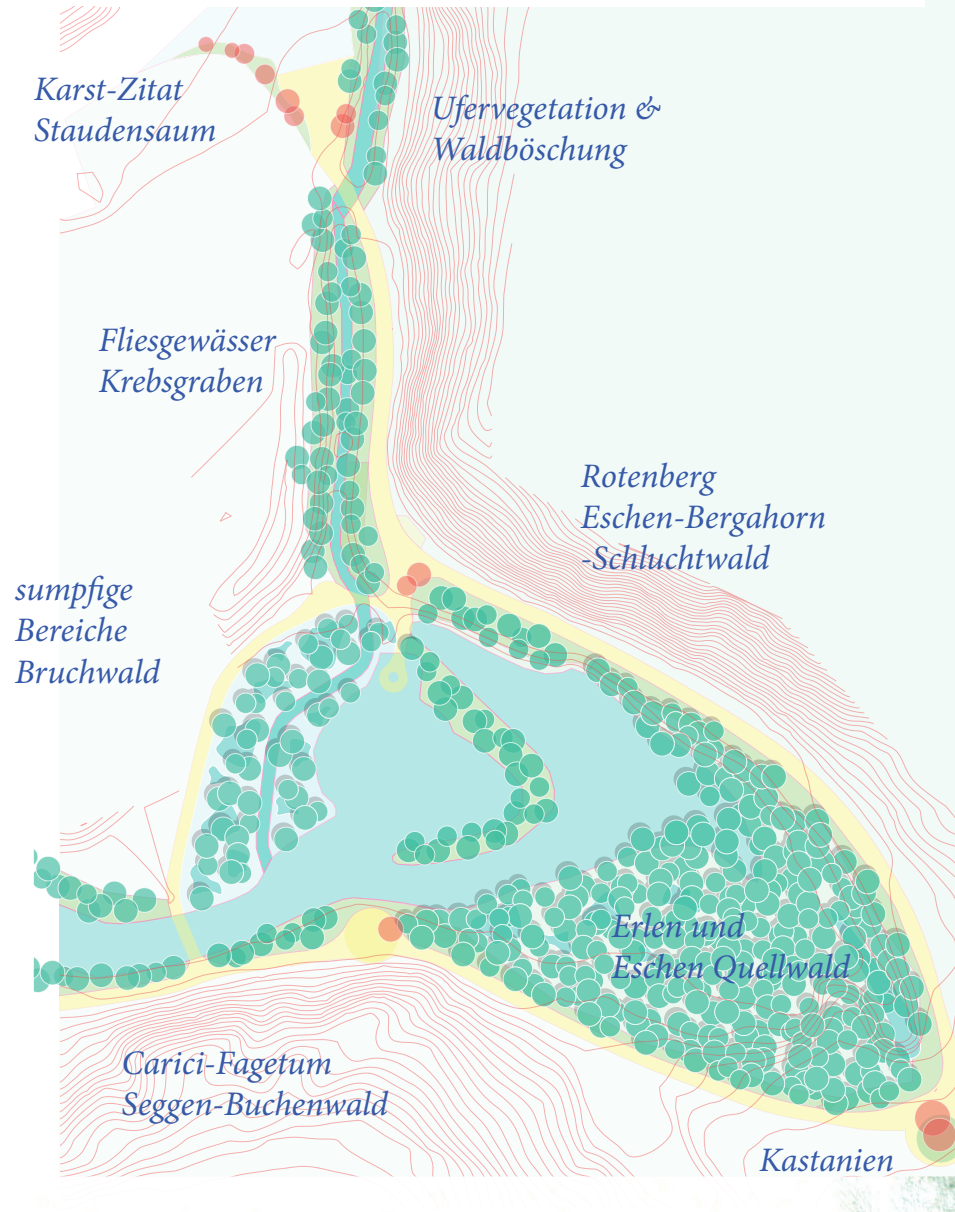 Karst-Zitat
Staudensaum
Ufervegetation &
Waldböschung
Fliesgewässer
Krebsgraben
Rotenberg
Eschen-Bergahorn
-Schluchtwald
sumpfige
Bereiche
Bruchwald
Erlen und
Eschen Quellwald
Carici-Fagetum
Seggen-Buchenwald
Kastanien